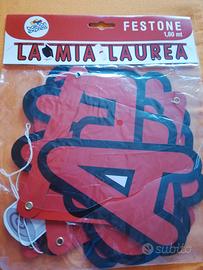 FESTONE
1,80 mt
LA MIA LAUREA
subito